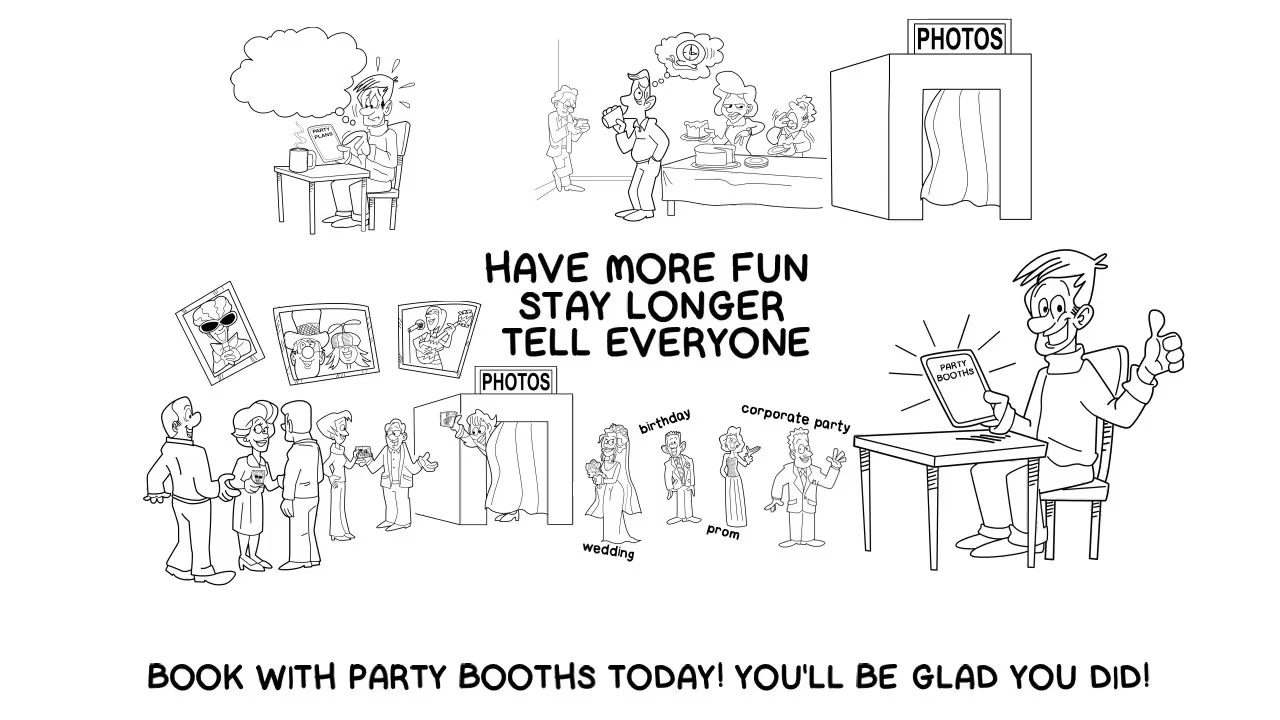 PHOTOS
PARTY
PLANS
HAVE MORE FUN
STAY LONGER
TELL EVERYONE
PARTY
BOOTHS
PHOTOS
birthday
corporate party
prom
wedding
BOOK WITH PARTY BOOTHS TODAY! YOU'LL BE GLAD YOU DID!